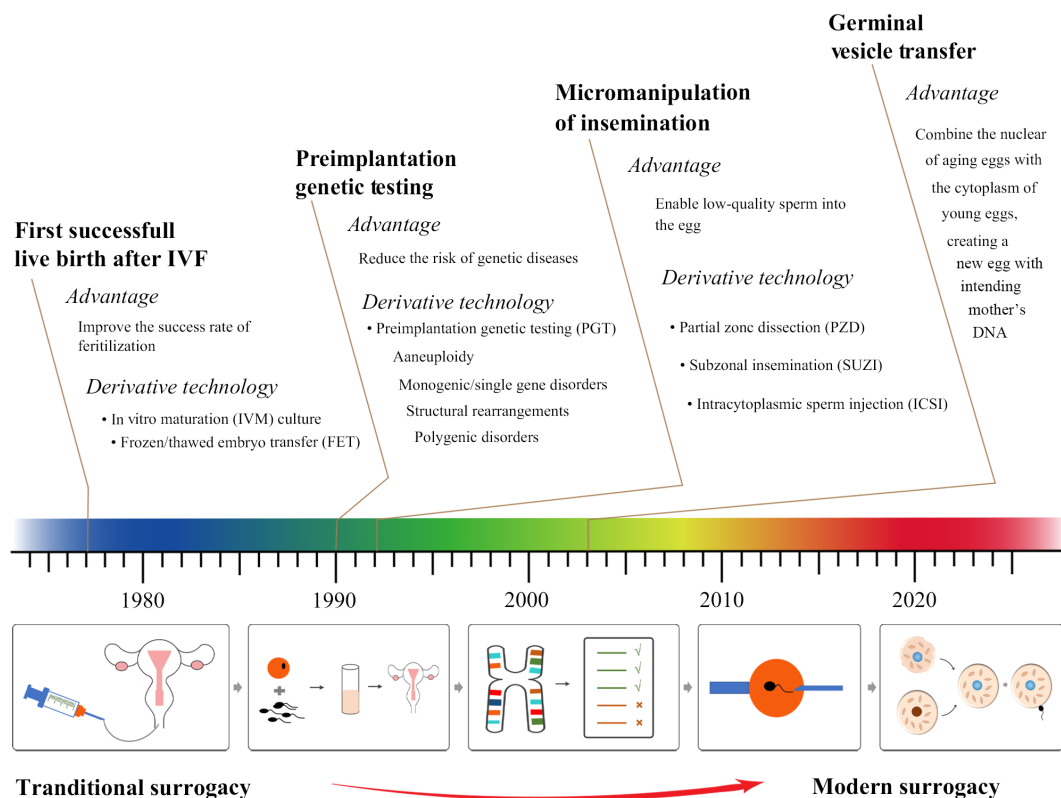 First successfull
live birth after IVF
Advantage
Improve the success rate of
feritilization
Derivative technology
• In vitro maturation (IVM) culture
• Frozen/thawed embryo transfer (FET)
Preimplantation
genetic testing
Advantage
Reduce the risk of genetic diseases
Derivative technology
• Preimplantation genetic testing (PGT)
Aaneuploidy
Monogenic/single gene disorders
Structural rearrangements
Polygenic disorders
Micromanipulation
of insemination
Advantage
Enable low-quality sperm into
the egg
Derivative technology
• Partial zonc dissection (PZD)
• Subzonal insemination (SUZI)
• Intracytoplasmic sperm injection (ICSI)
Germinal
vesicle transfer
Advantage
Combine the nuclear
of aging eggs with
the cytoplasm of
young eggs,
creating a
new egg with
intending
mother's
DNA
1980 1990 2000 2010 2020
Tranditional surrogacy Modern surrogacy